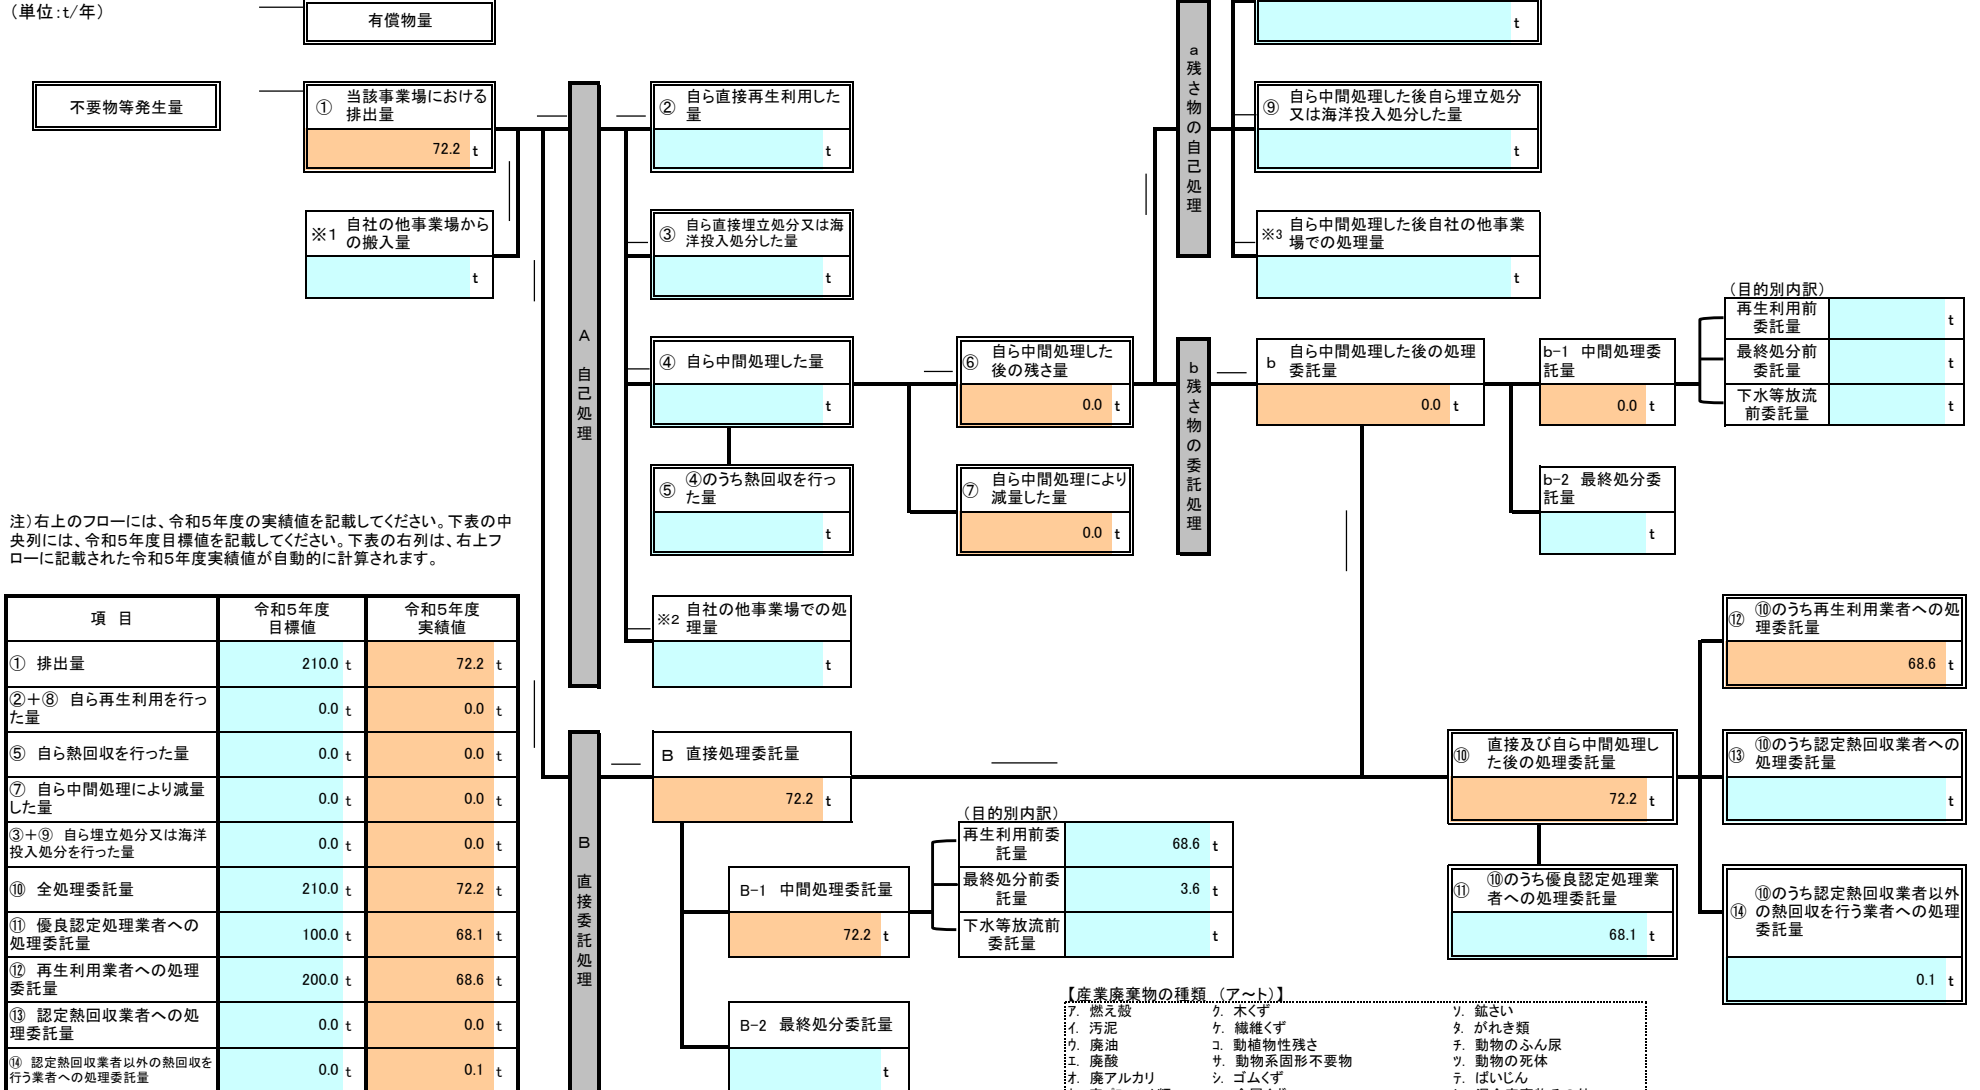 （単位:t/年）
有償物量
t
不要物等発生量
① 当該事業場における
排出量
72.2 t
※1 自社の他事業場から
の搬入量
t
A 自己処理
② 自ら直接再生利用した
量
t
③ 自ら直接埋立処分又は海
洋投入処分した量
t
④ 自ら中間処理した量
t
⑤ ④のうち熱回収を行っ
た量
t
※2 自社の他事業場での処
理量
t
⑥ 自ら中間処理した
後の残さ量
0.0 t
⑦ 自ら中間処理により
減量した量
0.0 t
a 残さ物の自己処理
⑨ 自ら中間処理した後自ら埋立処分
又は海洋投入処分した量
t
※3 自ら中間処理した後自社の他事業
場での処理量
t
b 残さ物の委託処理
b 自ら中間処理した後の処理
委託量
0.0 t
b-1 中間処理委
託量
0.0 t
b-2 最終処分委
託量
t
（目的別内訳）
再生利用前
委託量
t
最終処分前
委託量
t
下水等放流
前委託量
t
注）右上のフローには、令和5年度の実績値を記載してください。下表の中
央列には、令和5年度目標値を記載してください。下表の右列は、右上フ
ローに記載された令和5年度実績値が自動的に計算されます。
項 目
令和5年度
目標値
令和5年度
実績値
① 排出量 210.0 t 72.2 t
②＋⑧ 自ら再生利用を行っ
た量
0.0 t 0.0 t
⑤ 自ら熱回収を行った量 0.0 t 0.0 t
⑦ 自ら中間処理により減量
した量
0.0 t 0.0 t
③＋⑨ 自ら埋立処分又は海洋
投入処分を行った量
0.0 t 0.0 t
⑩ 全処理委託量 210.0 t 72.2 t
⑪ 優良認定処理業者への
処理委託量
100.0 t 68.1 t
⑫ 再生利用業者への処理
委託量
200.0 t 68.6 t
⑬ 認定熱回収業者への処
理委託量
0.0 t 0.0 t
⑭ 認定熱回収業者以外の熱回収を
行う業者への処理委託量
0.0 t 0.1 t
B 直接委託処理
B 直接処理委託量
72.2 t
B-1 中間処理委託量
72.2 t
B-2 最終処分委託量
t
（目的別内訳）
再生利用前委
託量
68.6 t
最終処分前委
託量
3.6 t
下水等放流前
委託量
t
⑩ 直接及び自ら中間処理し
た後の処理委託量
72.2 t
⑪ ⑩のうち優良認定処理業
者への処理委託量
68.1 t
⑫ ⑩のうち再生利用業者への処
理委託量
68.6 t
⑬ ⑩のうち認定熱回収業者への
処理委託量
t
⑭ ⑩のうち認定熱回収業者以外
の熱回収を行う業者への処理
委託量
0.1 t
【産業廃棄物の種類 （ア～ト）】
ｱ. 燃え殻 ｸ. 木くず ｿ. 鉱さい
ｲ. 汚泥 ｹ. 繊維くず ﾀ. がれき類
ｳ. 廃油 ｺ. 動植物性残さ ﾁ. 動物のふん尿
ｴ. 廃酸 ｻ. 動物系固形不要物 ﾂ. 動物の死体
ｵ. 廃アルカリ ｼ. ゴムくず ﾃ. ばいじん